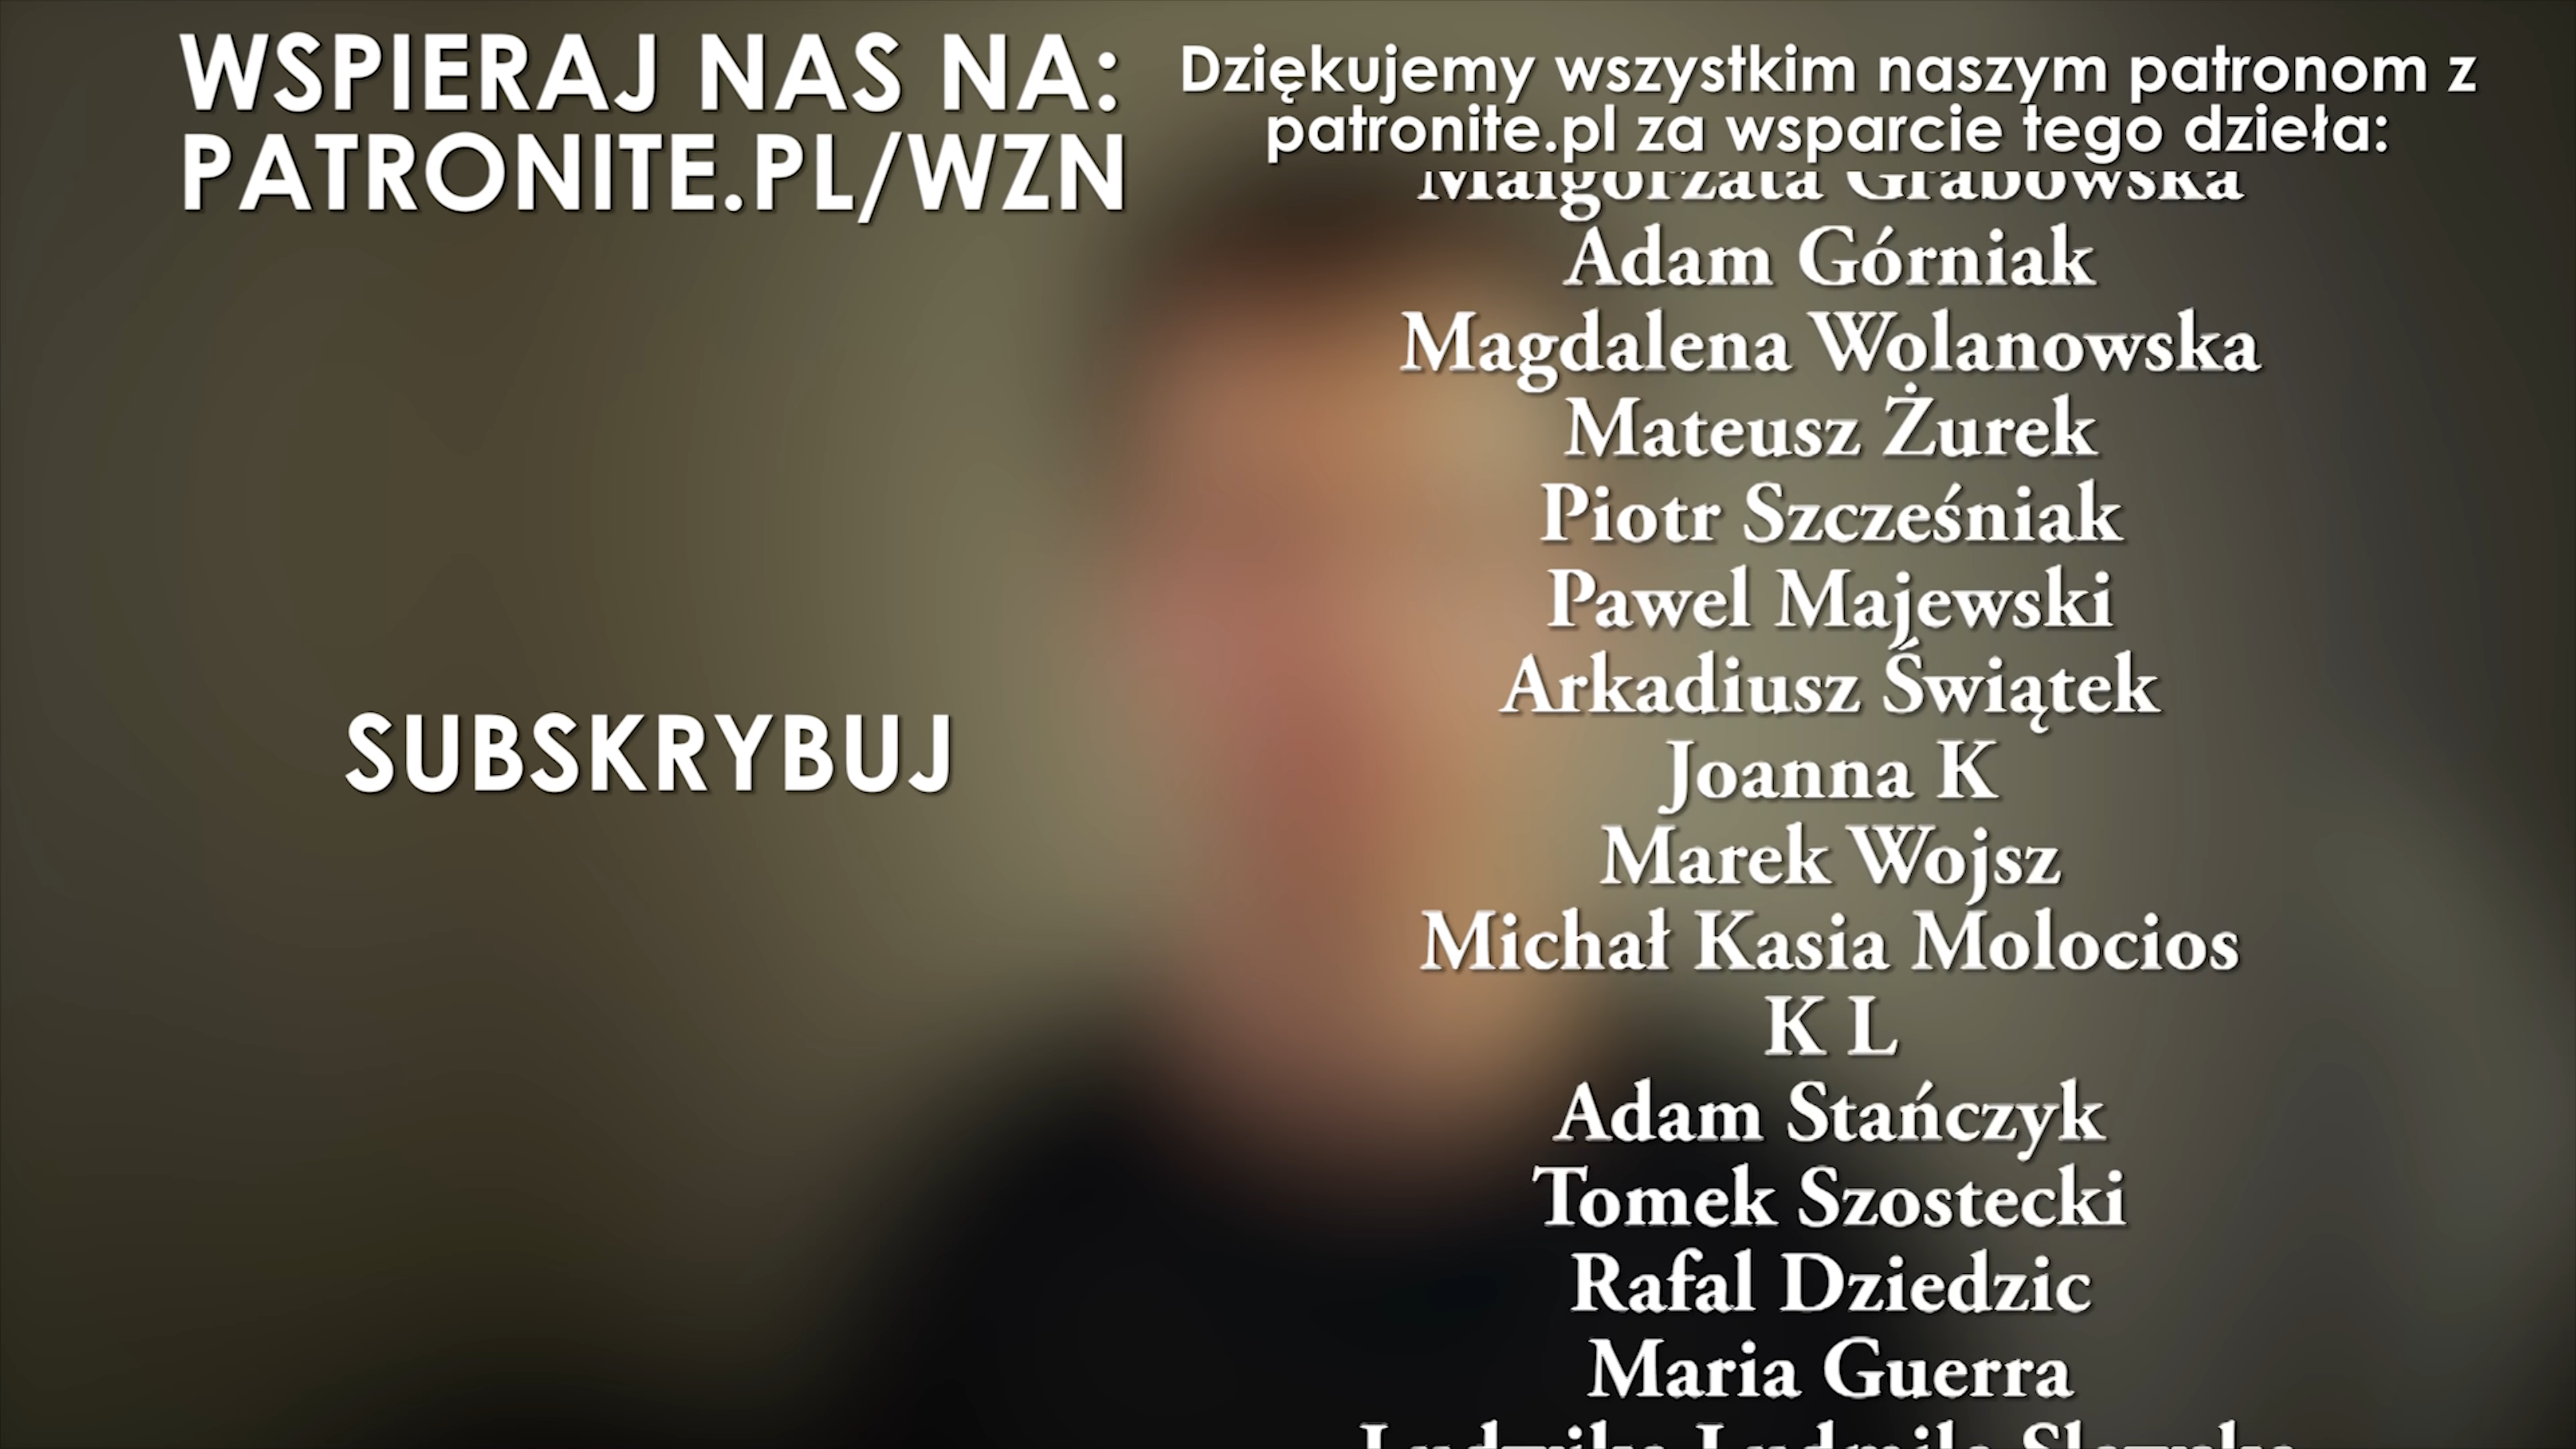 WSPIERAJ NAS NA:
PATRONITE.PL/WZN
SUBSKRYBUJ
Dziękujemy wszystkim naszym patronom z
patronite.pl za wsparcie tego dzieła:
Grabowska
Adam Górniak
Magdalena Wolanowska
Mateusz Żurek
Piotr Szcześniak
Pawel Majewski
Arkadiusz Świątek
Joanna K
Marek Wojsz
Michał Kasia Molocios
K L
Adam Stańczyk
Tomek Szostecki
Rafal Dziedzic
Maria Guerra